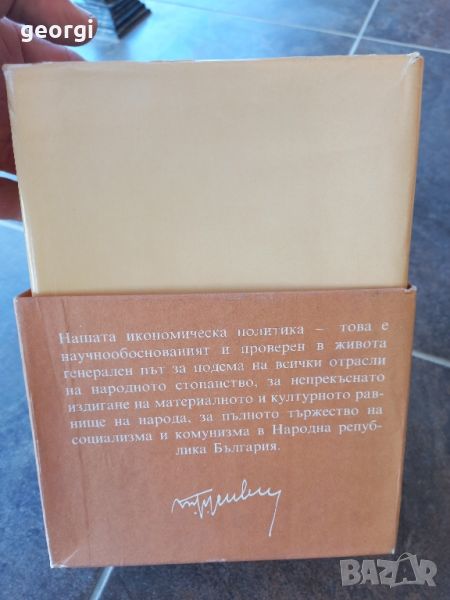 georgi
Нашата икономическа политика – това е
научнообоснованият и проверен в живота
генерален път за подема на всички отрасли
на народното стопанство, за непрекъснато
издигане на материалното и културното рав-
нище на народа, за пълното тържество на
социализма и комунизма в Народна репуб-
лика България.
BAZAR